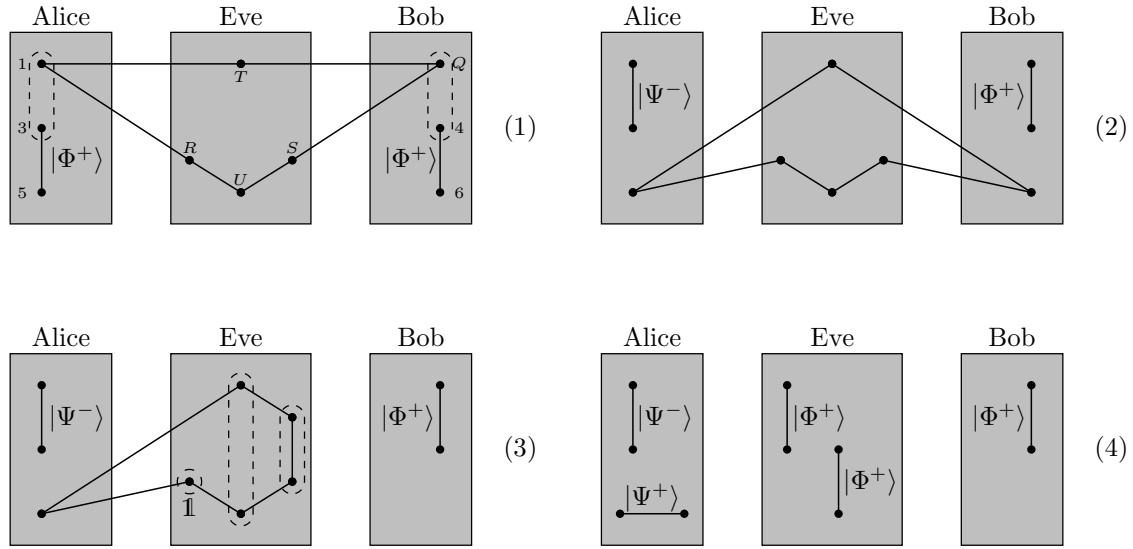 Alice Eve Bob
1 T Q
3 4
R S
|Φ⁺⟩ |Φ⁺⟩
5 U 6
(1)
Alice Eve Bob
|Ψ⁻⟩ |Φ⁺⟩
(2)
Alice Eve Bob
|Ψ⁻⟩ |Φ⁺⟩
𝟙
(3)
Alice Eve Bob
|Ψ⁻⟩ |Φ⁺⟩ |Φ⁺⟩
|Ψ⁺⟩ |Φ⁺⟩
(4)